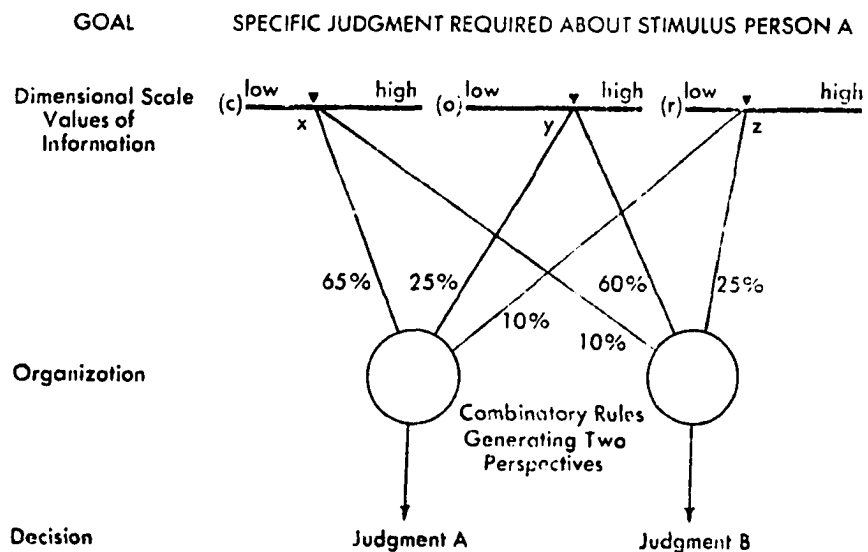 GOAL SPECIFIC JUDGMENT REQUIRED ABOUT STIMULUS PERSON A
Dimensional Scale
Values of
Information
(c) low high (o) low high (r) low high
x y z
65% 25% 60% 25%
10% 10%
Organization
Combinatory Rules
Generating Two
Perspectives
Decision Judgment A Judgment B